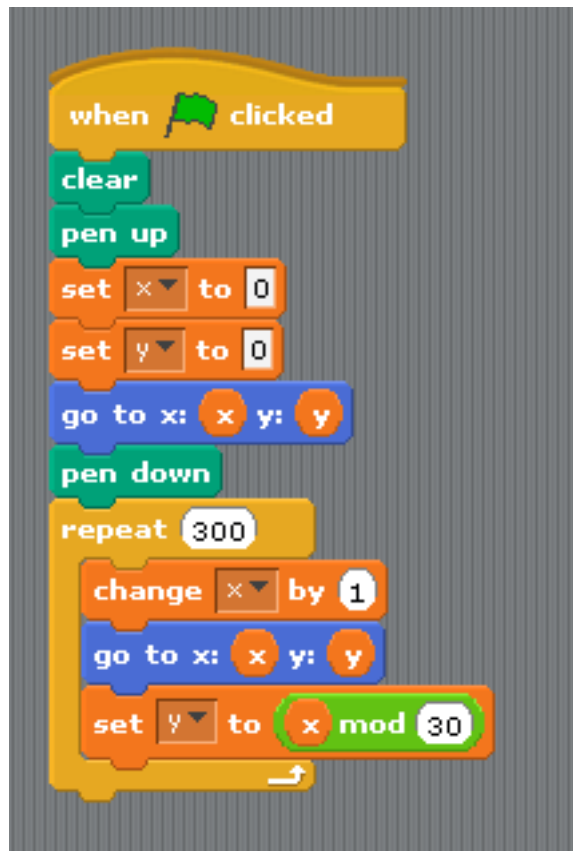 when clicked
clear
pen up
set x to 0
set y to 0
go to x: x y: y
pen down
repeat 300
change x by 1
go to x: x y: y
set y to x mod 30